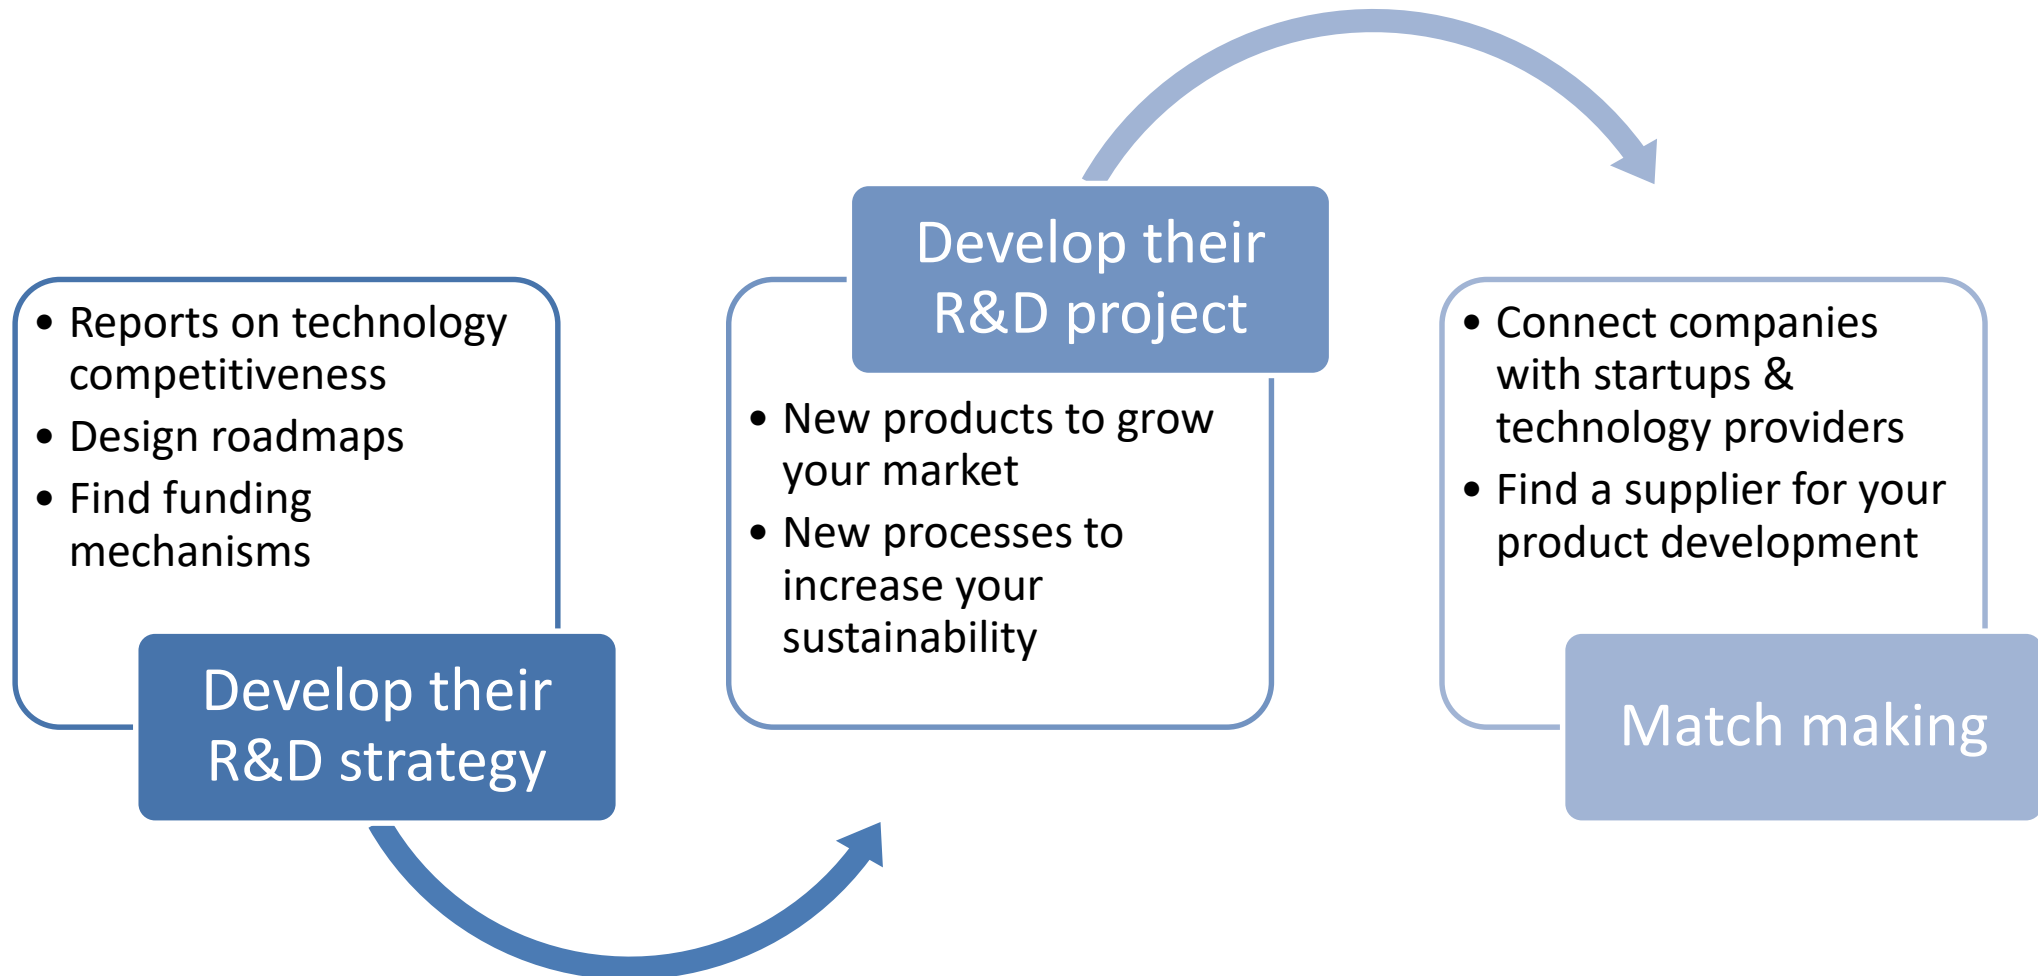 • Reports on technology
competitiveness
• Design roadmaps
• Find funding
mechanisms
Develop their
R&D strategy
Develop their
R&D project
• New products to grow
your market
• New processes to
increase your
sustainability
• Connect companies
with startups &
technology providers
• Find a supplier for your
product development
Match making